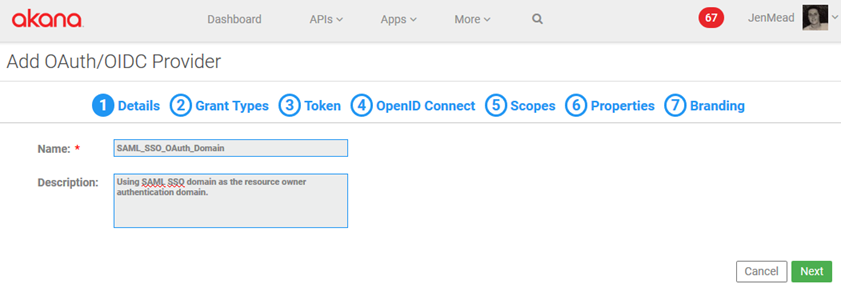 akana Dashboard APIs Apps More 67 JenMead
Add OAuth/OIDC Provider
1 Details 2 Grant Types 3 Token 4 OpenID Connect 5 Scopes 6 Properties 7 Branding
Name: * SAML_SSO_OAuth_Domain
Description: Using SAML SSO domain as the resource owner
authentication domain.
Cancel Next